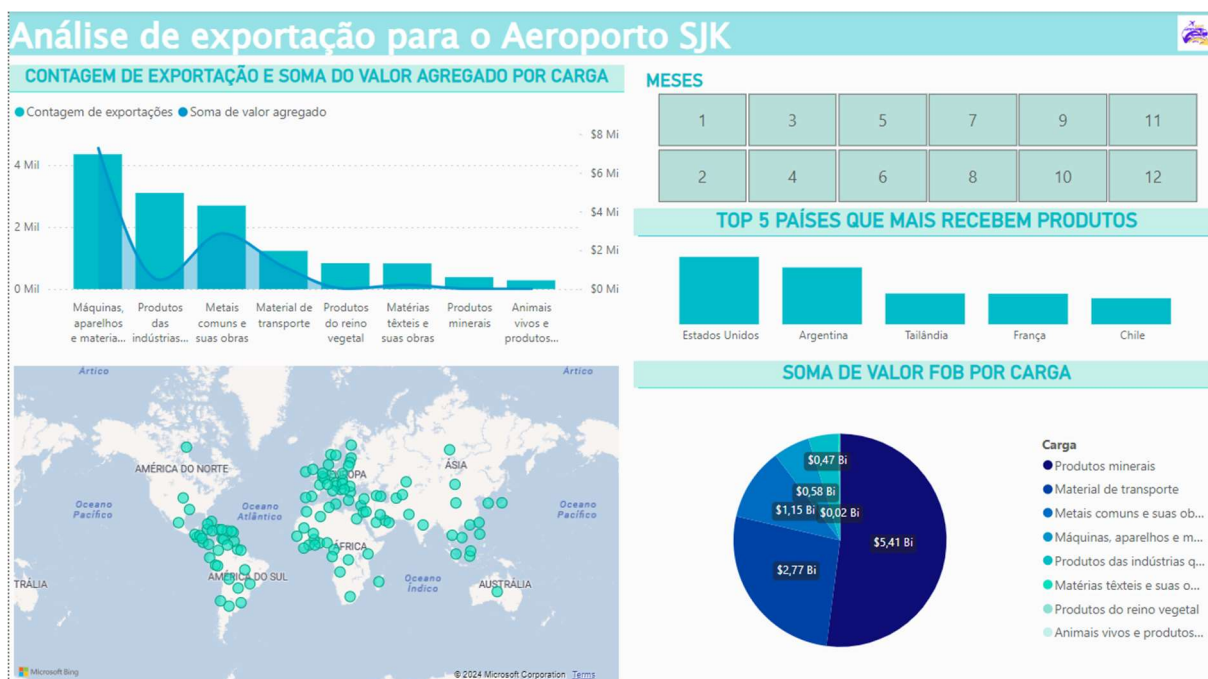 Análise de exportação para o Aeroporto SJK
CONTAGEM DE EXPORTAÇÃO E SOMA DO VALOR AGREGADO POR CARGA
Contagem de exportações Soma de valor agregado
$8 Mi
4 Mil
$6 Mi
$4 Mi
2 Mil
$2 Mi
0 Mil
$0 Mi
Máquinas, aparelhos e materia...
Produtos das indústrias...
Metais comuns e suas obras
Material de transporte
Produtos do reino vegetal
Matérias têxteis e suas obras
Produtos minerais
Animais vivos e produtos...
MESES
1 3 5 7 9 11
2 4 6 8 10 12
TOP 5 PAÍSES QUE MAIS RECEBEM PRODUTOS
Estados Unidos Argentina Tailândia França Chile
Ártico Ártico
AMÉRICA DO NORTE
ÁSIA
Oceano Pacífico
Oceano Atlântico
Oceano Pacífico
ÁFRICA
AMÉRICA DO SUL
Oceano Índico
TRÁLIA
AUSTRÁLIA
Microsoft Bing
© 2024 Microsoft Corporation Terms
SOMA DE VALOR FOB POR CARGA
$0,47 Bi
$0,58 Bi
$1,15 Bi
$0,02 Bi
$5,41 Bi
$2,77 Bi
Carga
Produtos minerais
Material de transporte
Metais comuns e suas ob...
Máquinas, aparelhos e m...
Produtos das indústrias q...
Matérias têxteis e suas o...
Produtos do reino vegetal
Animais vivos e produtos...